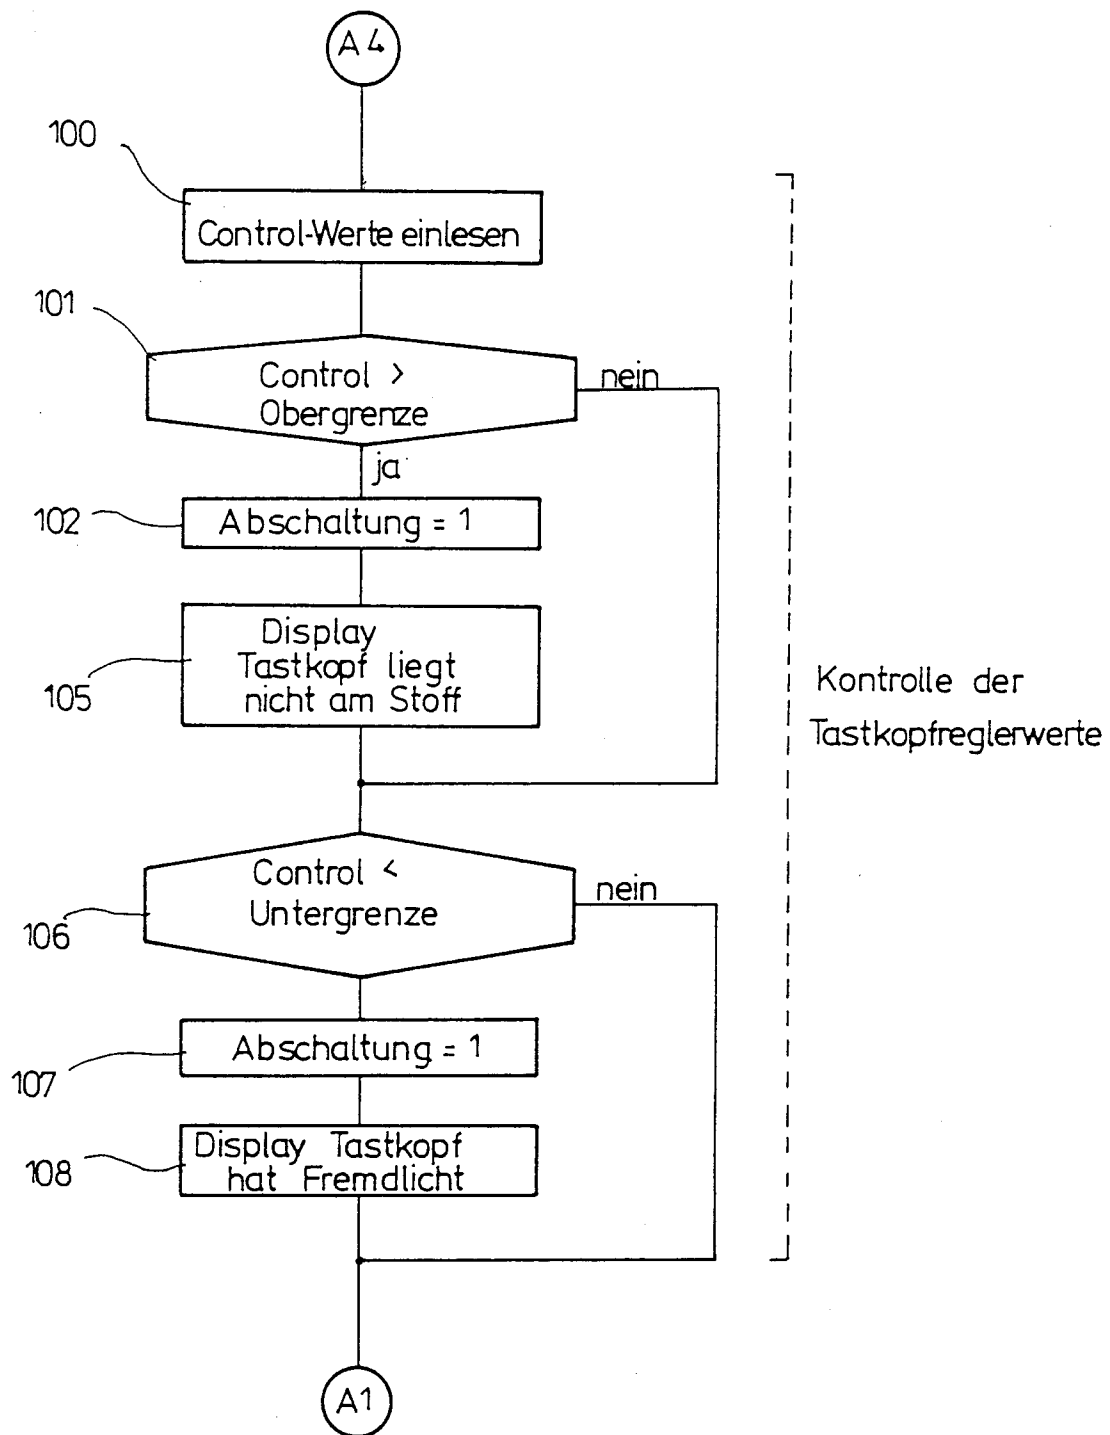 A4
100
Control-Werte einlesen
101
Control >
Obergrenze
nein
ja
102
Abschaltung = 1
105
Display
Tastkopf liegt
nicht am Stoff
Kontrolle der
Tastkopfreglerwerte
106
Control <
Untergrenze
nein
107
Abschaltung = 1
108
Display Tastkopf
hat Fremdlicht
A1